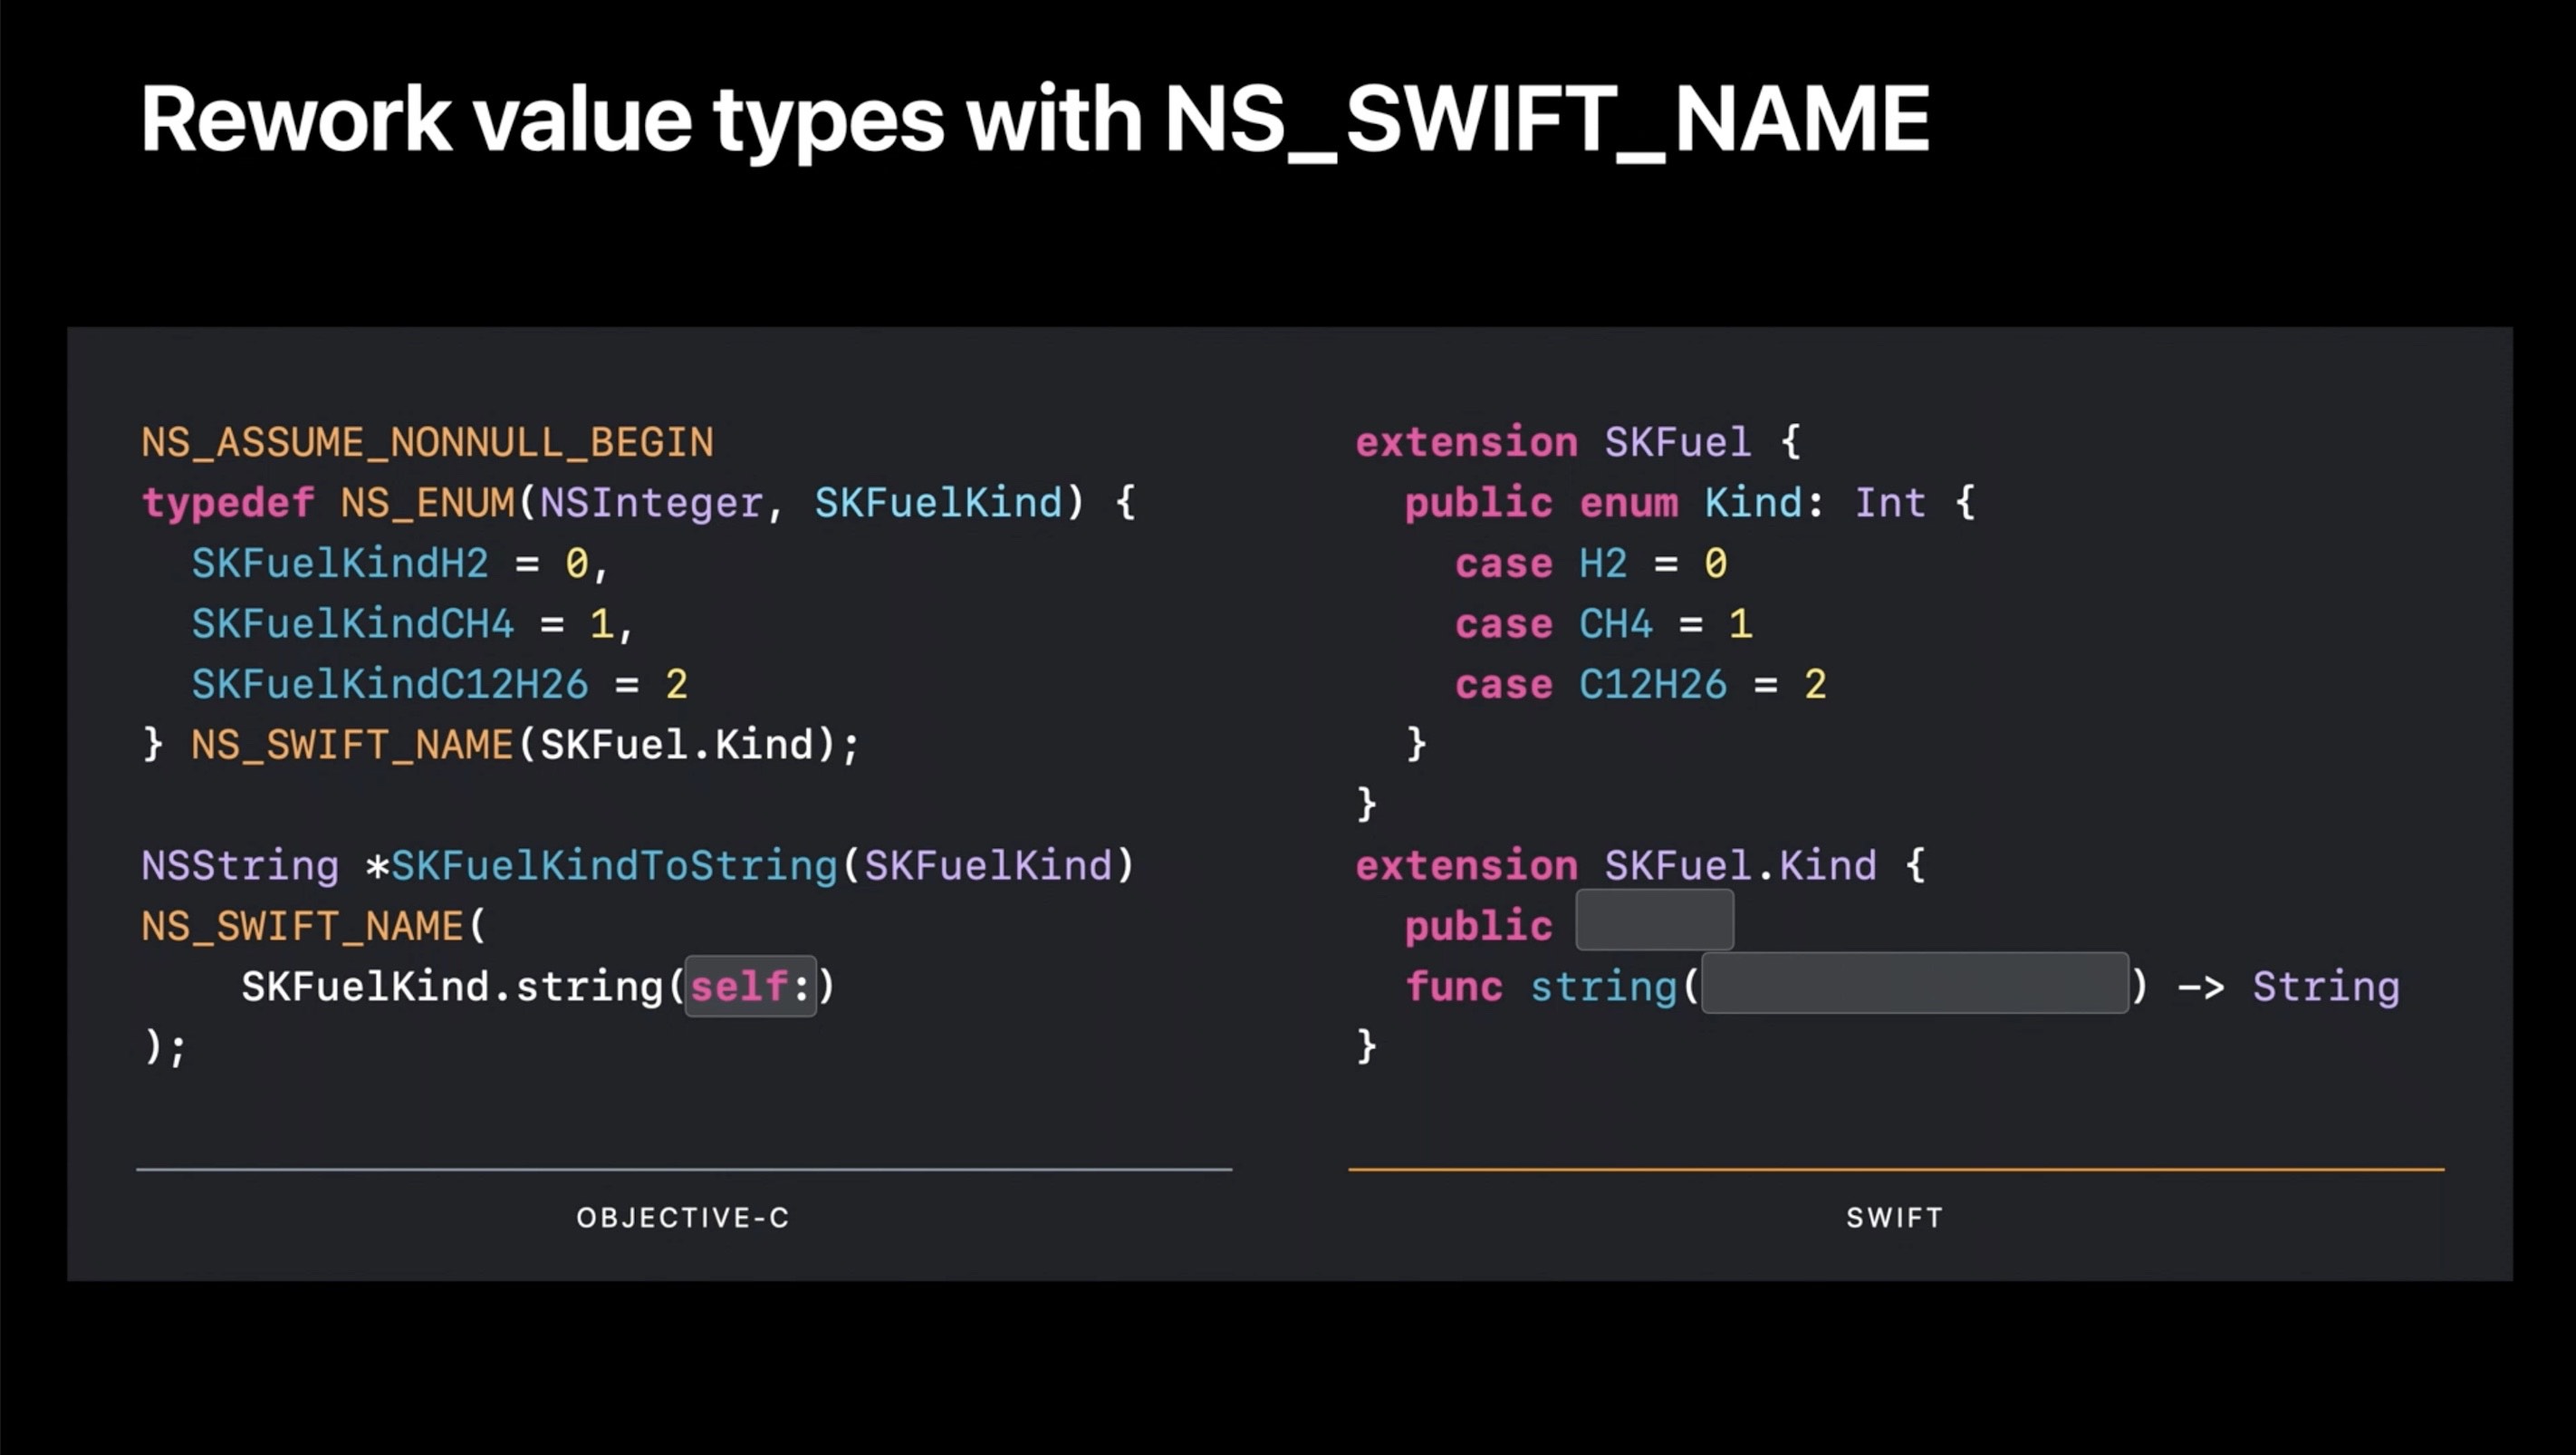 Rework value types with NS_SWIFT_NAME
NS_ASSUME_NONNULL_BEGIN
typedef NS_ENUM(NSInteger, SKFuelKind) {
  SKFuelKindH2 = 0,
  SKFuelKindCH4 = 1,
  SKFuelKindC12H26 = 2
} NS_SWIFT_NAME(SKFuel.Kind);
NSString *SKFuelKindToString(SKFuelKind)
NS_SWIFT_NAME(
    SKFuelKind.string(self:)
);
OBJECTIVE-C
extension SKFuel {
  public enum Kind: Int {
    case H2 = 0
    case CH4 = 1
    case C12H26 = 2
  }
}
extension SKFuel.Kind {
  public
  func string( ) -> String
}
SWIFT